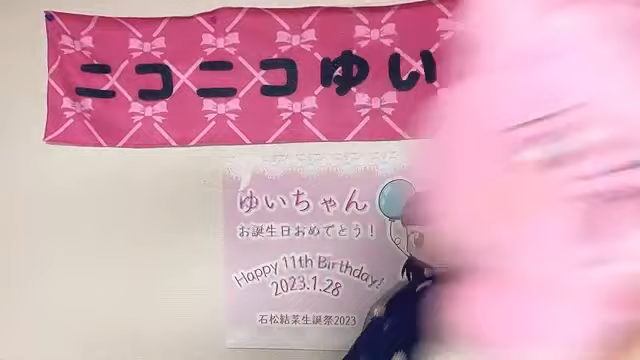 ニコニコゆい
ゆいちゃん
お誕生日おめでとう!
Happy 11th Birthday!
2023.1.28
石松結菜生誕祭2023